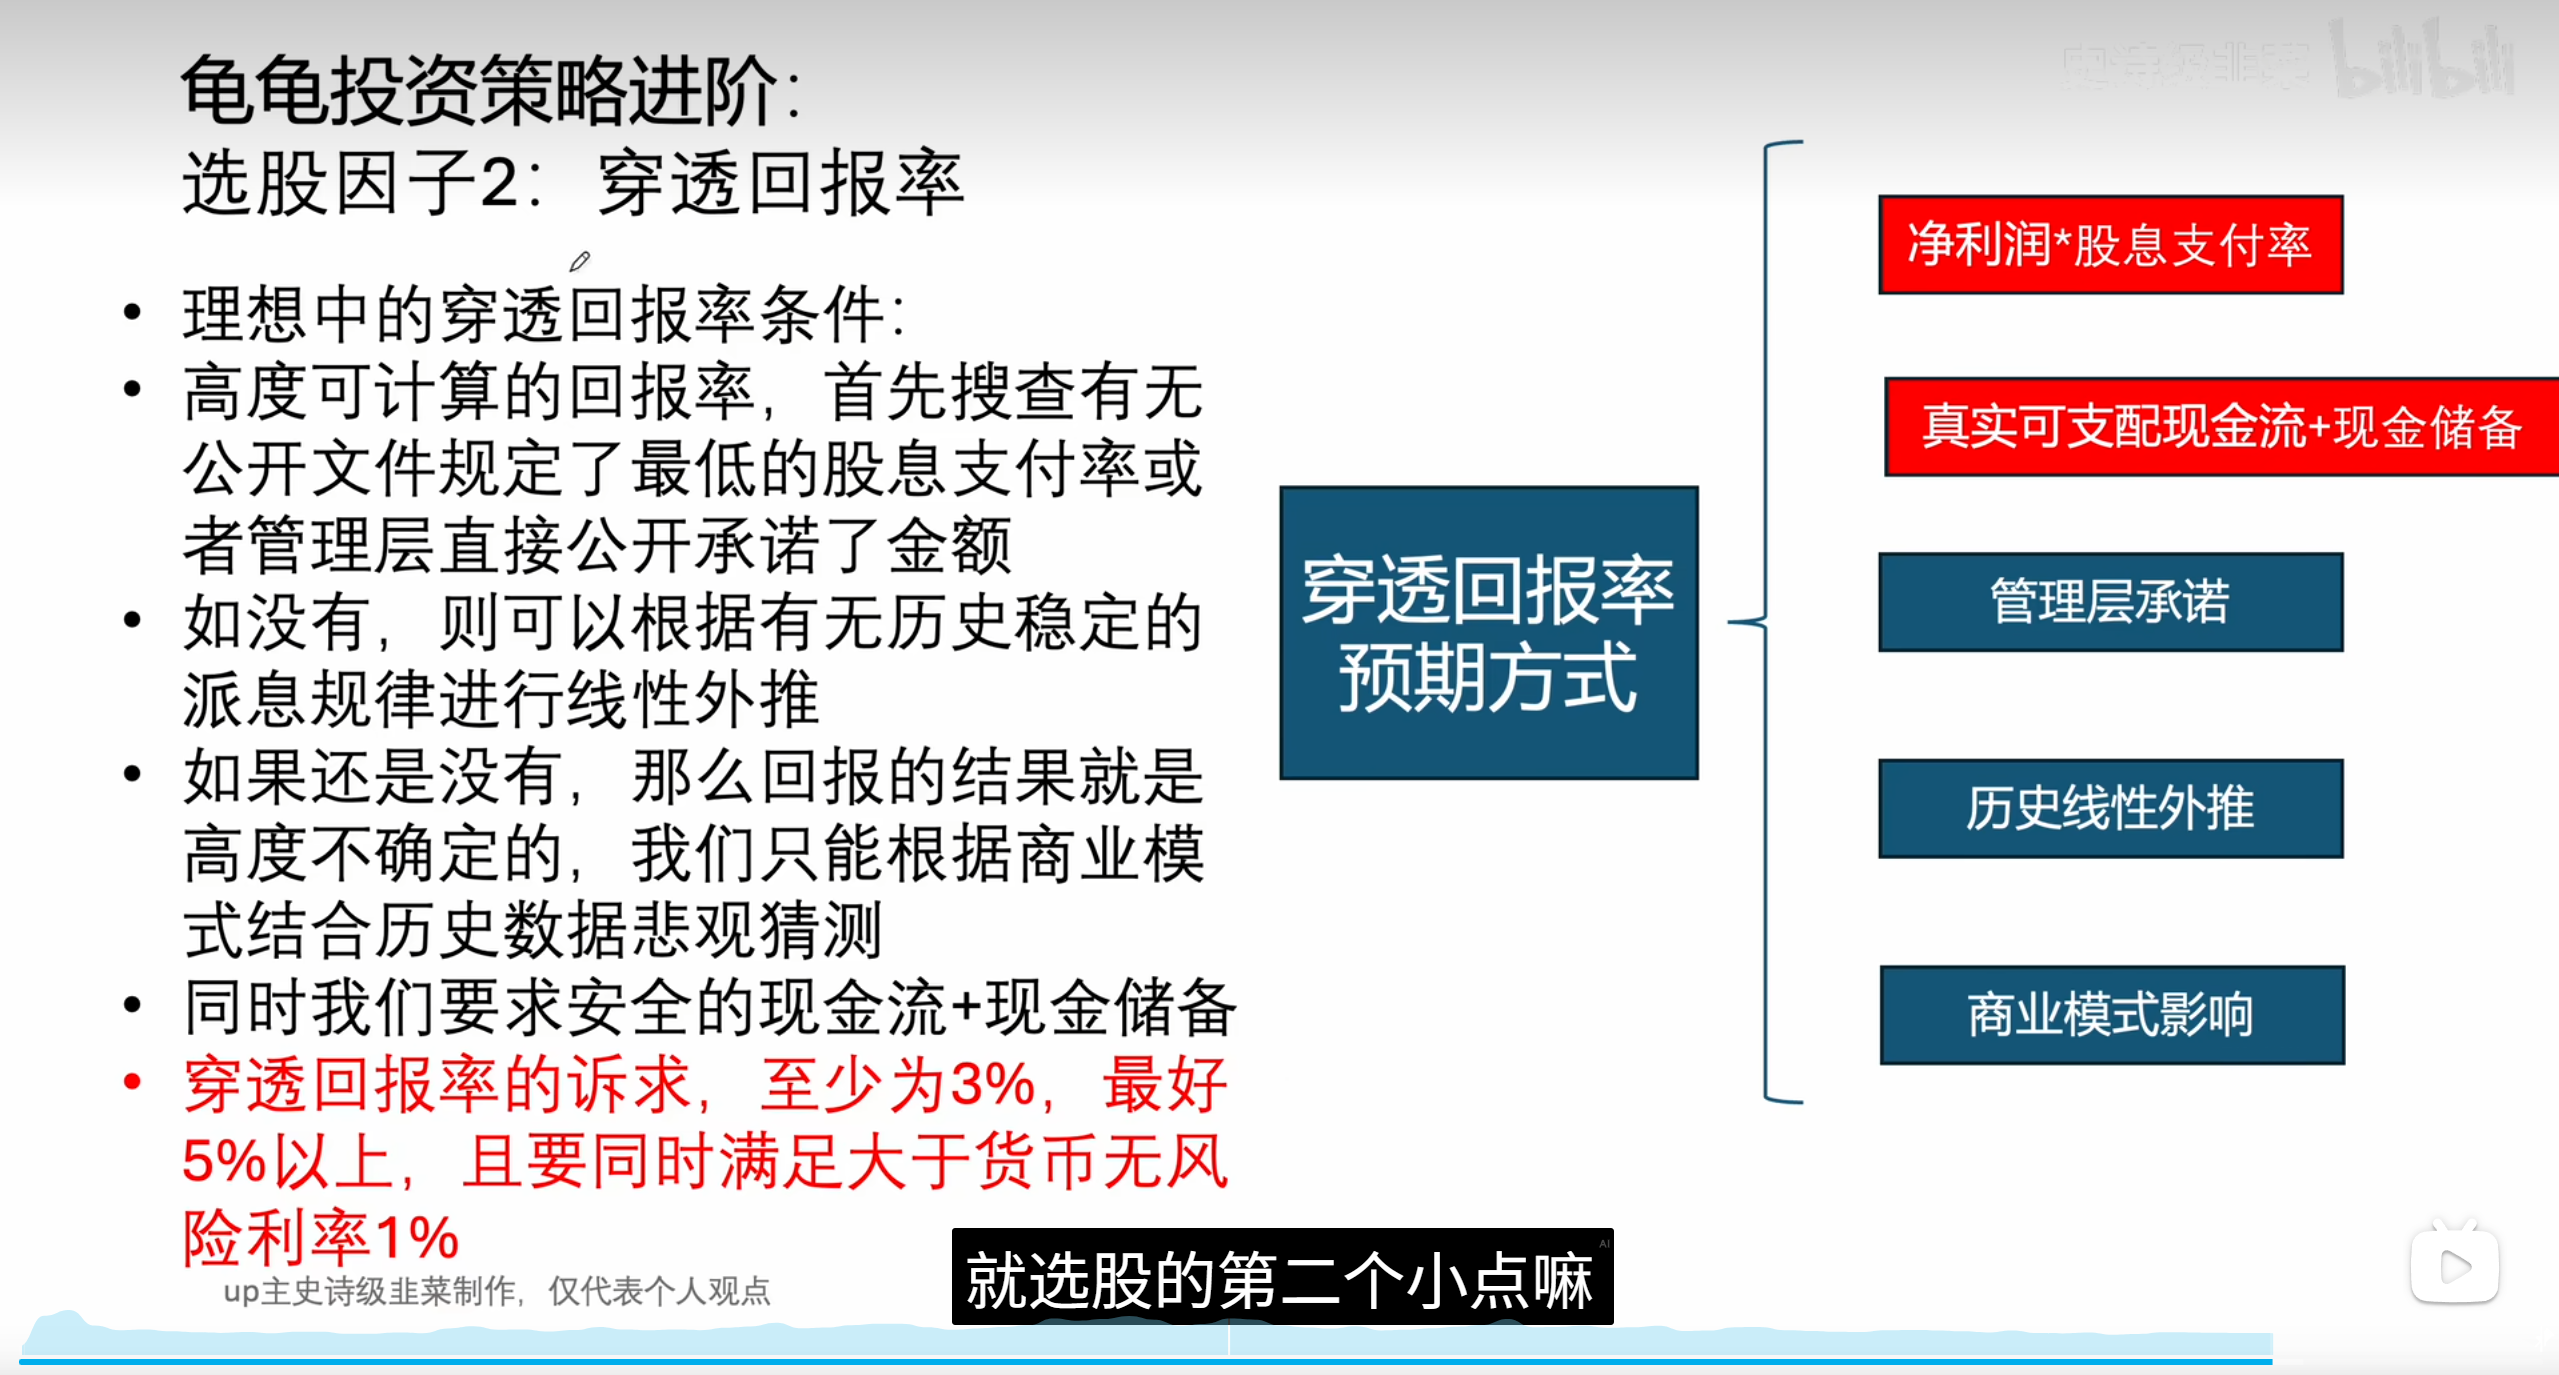 史诗级韭菜 bilibili
龟龟投资策略进阶：
选股因子2：穿透回报率
• 理想中的穿透回报率条件：
• 高度可计算的回报率，首先搜查有无
公开文件规定了最低的股息支付率或
者管理层直接公开承诺了金额
• 如没有，则可以根据有无历史稳定的
派息规律进行线性外推
• 如果还是没有，那么回报的结果就是
高度不确定的，我们只能根据商业模
式结合历史数据悲观猜测
• 同时我们要求安全的现金流+现金储备
• 穿透回报率的诉求，至少为3%，最好
5%以上，且要同时满足大于货币无风
险利率1%
穿透回报率
预期方式
净利润*股息支付率
真实可支配现金流+现金储备
管理层承诺
历史线性外推
商业模式影响
up主史诗级韭菜制作，仅代表个人观点
就选股的第二个小点嘛
AI